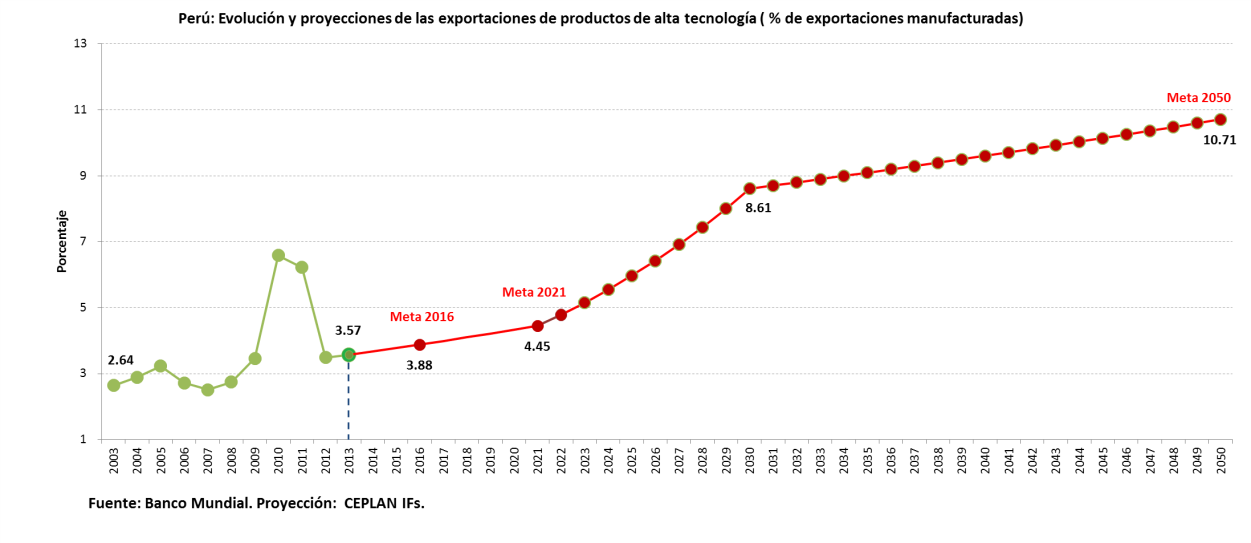 Perú: Evolución y proyecciones de las exportaciones de productos de alta tecnología ( % de exportaciones manufacturadas)
13
11
9
7
5
3
1
Porcentaje
2.64
3.57
Meta 2016
3.88
Meta 2021
4.45
8.61
Meta 2050
10.71
2003 2004 2005 2006 2007 2008 2009 2010 2011 2012 2013 2014 2015 2016 2017 2018 2019 2020 2021 2022 2023 2024 2025 2026 2027 2028 2029 2030 2031 2032 2033 2034 2035 2036 2037 2038 2039 2040 2041 2042 2043 2044 2045 2046 2047 2048 2049 2050
Fuente: Banco Mundial. Proyección: CEPLAN IFs.